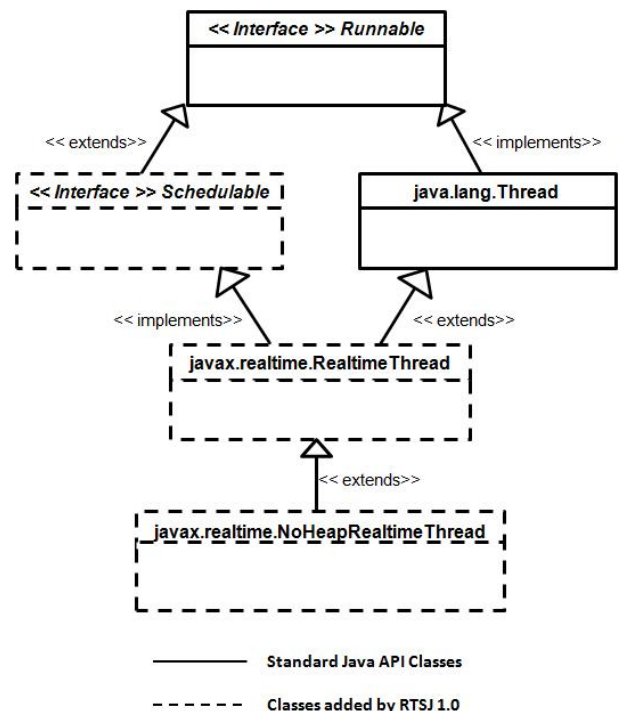 << Interface >> Runnable
<< extends>>
<< implements>>
<< Interface >> Schedulable
java.lang.Thread
<< implements>>
<< extends>>
javax.realtime.RealtimeThread
<< extends>>
javax.realtime.NoHeapRealtimeThread
Standard Java API Classes
Classes added by RTSJ 1.0